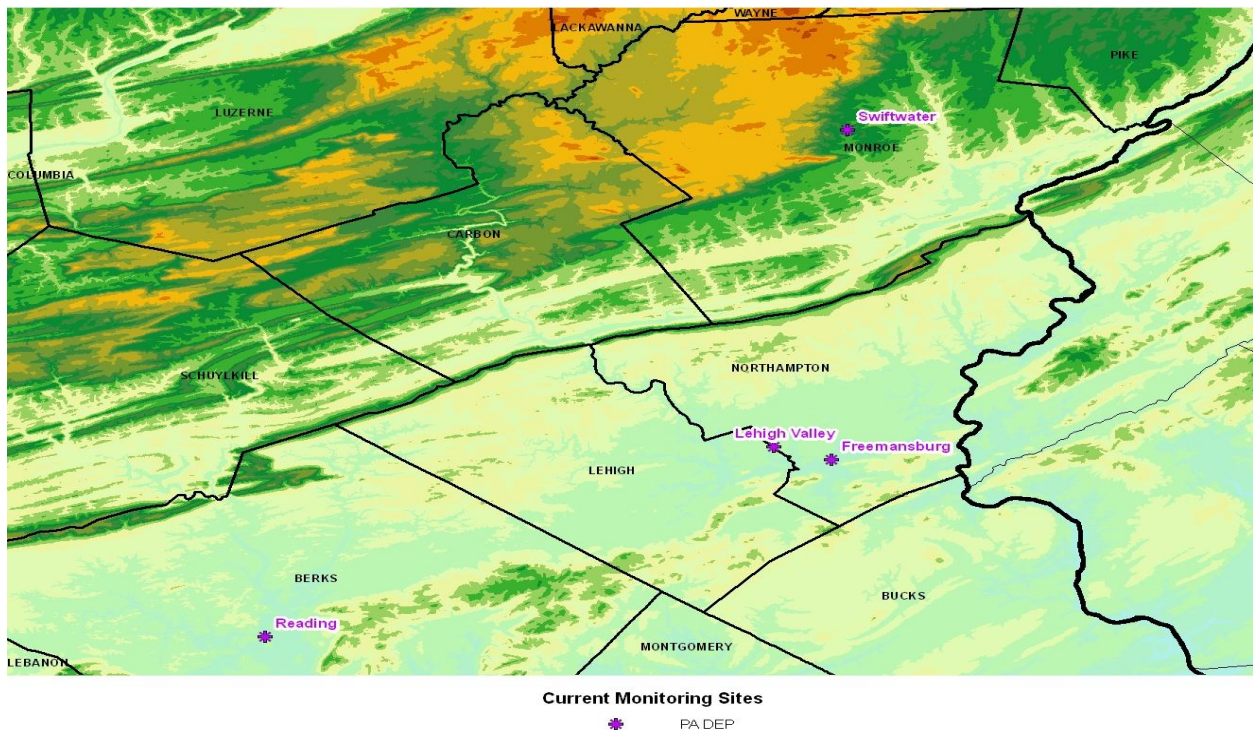 WAYNE
LACKAWANNA
PIKE
LUZERNE
Swiftwater
MONROE
COLUMBIA
CARBON
SCHUYLKILL
NORTHAMPTON
Lehigh Valley
Freemansburg
LEHIGH
BERKS
BUCKS
Reading
MONTGOMERY
LEBANON
Current Monitoring Sites
PA DEP